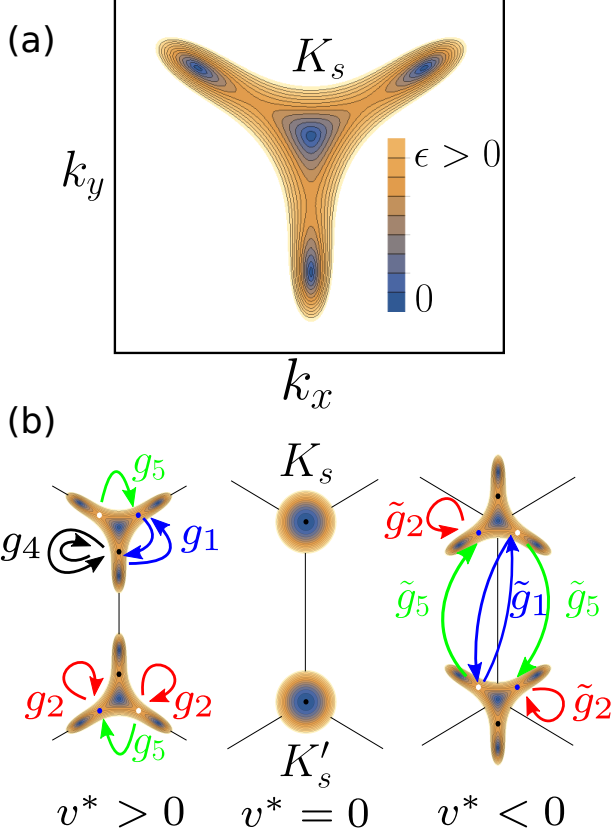 (a)
K_s
k_y
ϵ > 0
0
k_x
(b)
g_5
K_s
g̃_2
g_4
g_1
g̃_5
g̃_1
g̃_5
g_2
g_2
g̃_2
g_5
K'_s
v* > 0
v* = 0
v* < 0